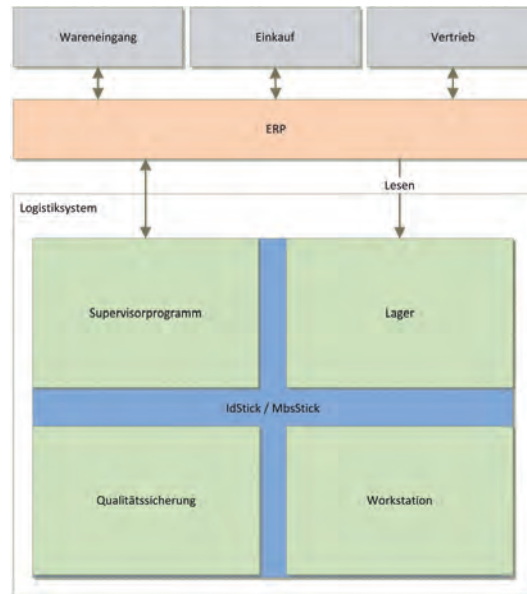 Wareneingang
Einkauf
Vertrieb
ERP
Lesen
Logistiksystem
Supervisorprogramm
Lager
IdStick / MbsStick
Qualitätssicherung
Workstation